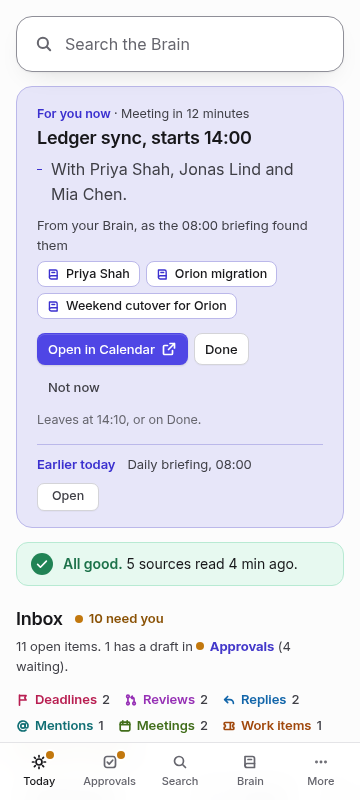 Search the Brain
For you now · Meeting in 12 minutes
Ledger sync, starts 14:00
- With Priya Shah, Jonas Lind and
Mia Chen.
From your Brain, as the 08:00 briefing found
them
Priya Shah Orion migration
Weekend cutover for Orion
Open in Calendar Done
Not now
Leaves at 14:10, or on Done.
Earlier today Daily briefing, 08:00
Open
All good. 5 sources read 4 min ago.
Inbox 10 need you
11 open items. 1 has a draft in Approvals (4
waiting).
Deadlines 2 Reviews 2 Replies 2
Mentions 1 Meetings 2 Work items 1
Today Approvals Search Brain More